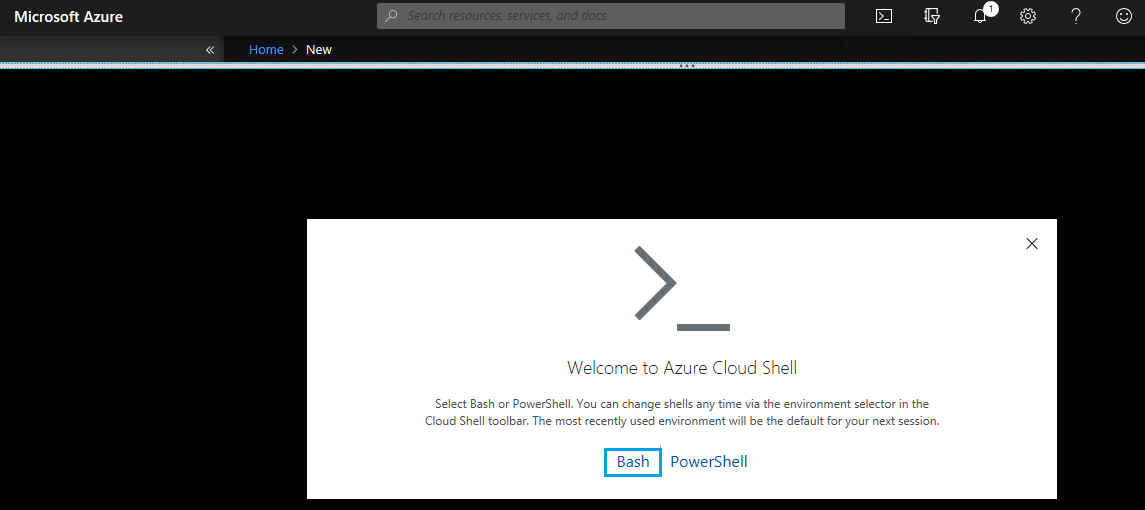 Microsoft Azure
Search resources, services, and docs
1
« Home > New
Welcome to Azure Cloud Shell
Select Bash or PowerShell. You can change shells any time via the environment selector in the
Cloud Shell toolbar. The most recently used environment will be the default for your next session.
Bash PowerShell